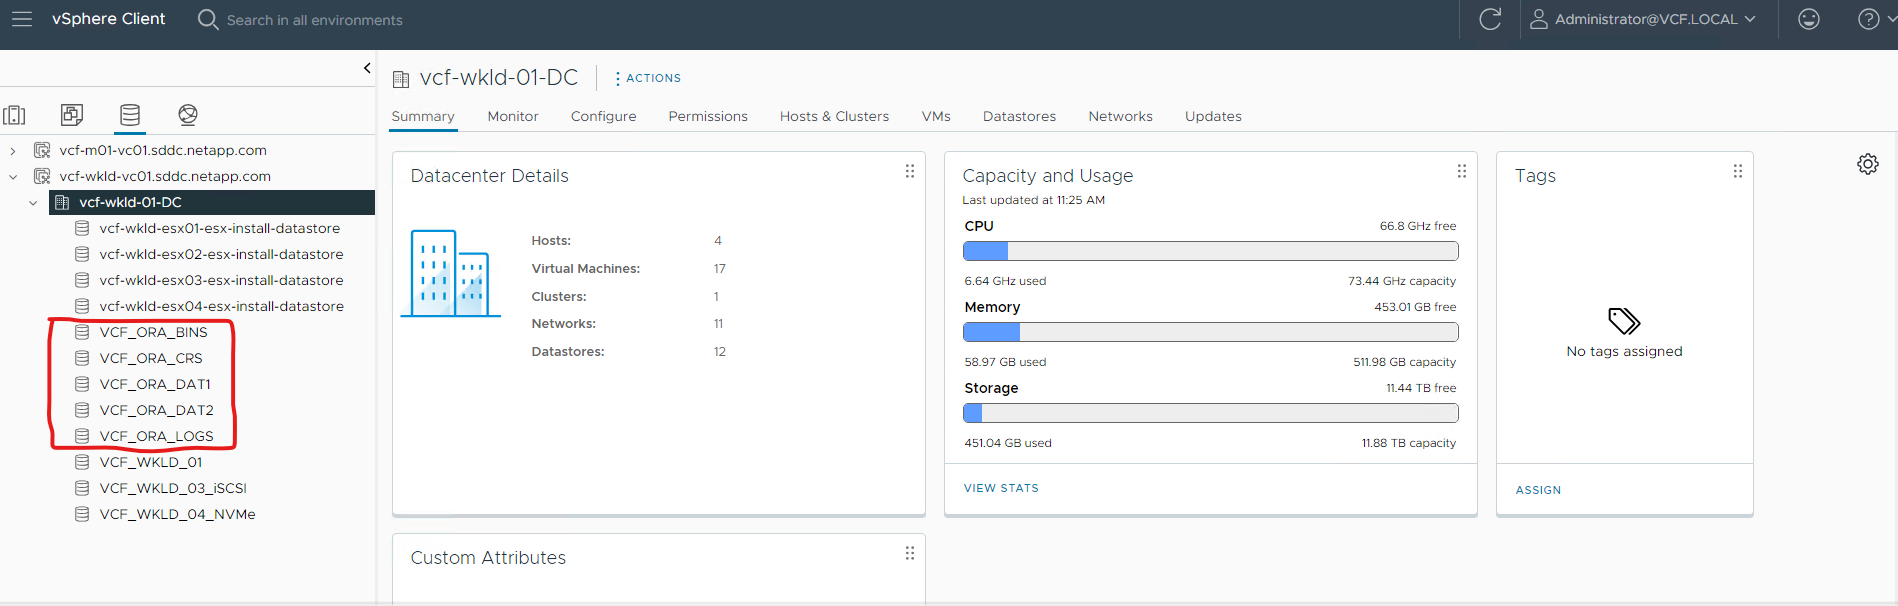 vSphere Client
Search in all environments
Administrator@VCF.LOCAL
vcf-m01-vc01.sddc.netapp.com
vcf-wkld-vc01.sddc.netapp.com
vcf-wkld-01-DC
vcf-wkld-esx01-esx-install-datastore
vcf-wkld-esx02-esx-install-datastore
vcf-wkld-esx03-esx-install-datastore
vcf-wkld-esx04-esx-install-datastore
VCF_ORA_BINS
VCF_ORA_CRS
VCF_ORA_DAT1
VCF_ORA_DAT2
VCF_ORA_LOGS
VCF_WKLD_01
VCF_WKLD_03_iSCSI
VCF_WKLD_04_NVMe
vcf-wkld-01-DC
ACTIONS
Summary Monitor Configure Permissions Hosts & Clusters VMs Datastores Networks Updates
Datacenter Details
Hosts: 4
Virtual Machines: 17
Clusters: 1
Networks: 11
Datastores: 12
Capacity and Usage
Last updated at 11:25 AM
CPU 66.8 GHz free
6.64 GHz used 73.44 GHz capacity
Memory 453.01 GB free
58.97 GB used 511.98 GB capacity
Storage 11.44 TB free
451.04 GB used 11.88 TB capacity
VIEW STATS
Tags
No tags assigned
ASSIGN
Custom Attributes